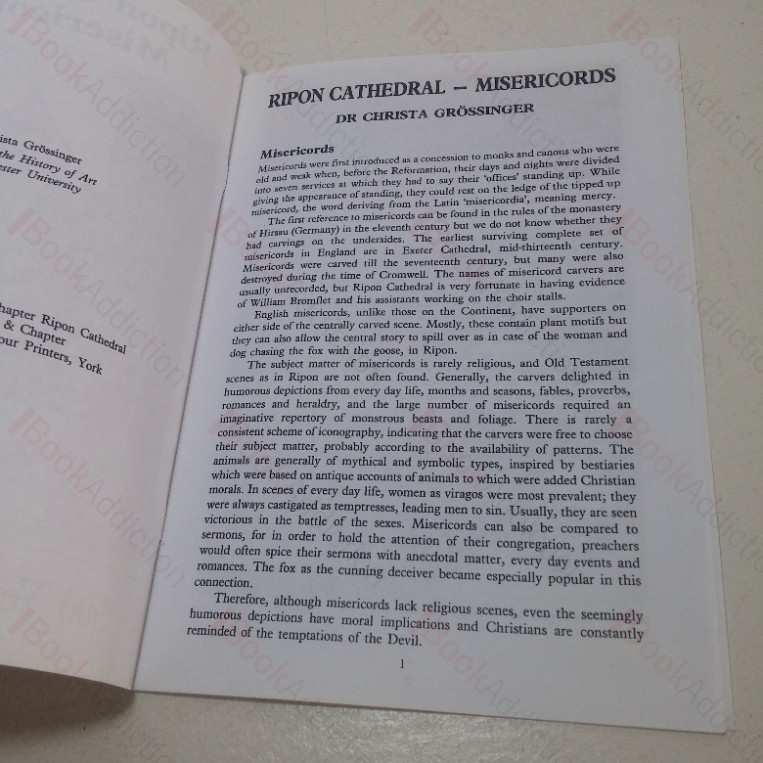 Ripon
Miserico
ista Grössinger
the History of Art
ester University
hapter Ripon Cathedral
& Chapter
our Printers, York
RIPON CATHEDRAL – MISERICORDS
DR CHRISTA GRÖSSINGER
Misericords
Misericords were first introduced as a concession to monks and canons who were
old and weak when, before the Reformation, their days and nights were divided
into seven services at which they had to say their 'offices' standing up. While
giving the appearance of standing, they could rest on the ledge of the tipped up
misericord, the word deriving from the Latin 'misericordia', meaning mercy.
The first reference to misericords can be found in the rules of the monastery
of Hirsau (Germany) in the eleventh century but we do not know whether they
had carvings on the undersides. The earliest surviving complete set of
misericords in England are in Exeter Cathedral, mid-thirteenth century.
Misericords were carved till the seventeenth century, but many were also
destroyed during the time of Cromwell. The names of misericord carvers are
usually unrecorded, but Ripon Cathedral is very fortunate in having evidence
of William Bromflet and his assistants working on the choir stalls.
English misericords, unlike those on the Continent, have supporters on
either side of the centrally carved scene. Mostly, these contain plant motifs but
they can also allow the central story to spill over as in case of the woman and
dog chasing the fox with the goose, in Ripon.
The subject matter of misericords is rarely religious, and Old Testament
scenes as in Ripon are not often found. Generally, the carvers delighted in
humorous depictions from every day life, months and seasons, fables, proverbs,
romances and heraldry, and the large number of misericords required an
imaginative repertory of monstrous beasts and foliage. There is rarely a
consistent scheme of iconography, indicating that the carvers were free to choose
their subject matter, probably according to the availability of patterns. The
animals are generally of mythical and symbolic types, inspired by bestiaries
which were based on antique accounts of animals to which were added Christian
morals. In scenes of every day life, women as viragos were most prevalent; they
were always castigated as temptresses, leading men to sin. Usually, they are seen
victorious in the battle of the sexes. Misericords can also be compared to
sermons, for in order to hold the attention of their congregation, preachers
would often spice their sermons with anecdotal matter, every day events and
romances. The fox as the cunning deceiver became especially popular in this
connection.
Therefore, although misericords lack religious scenes, even the seemingly
humorous depictions have moral implications and Christians are constantly
reminded of the temptations of the Devil.
1